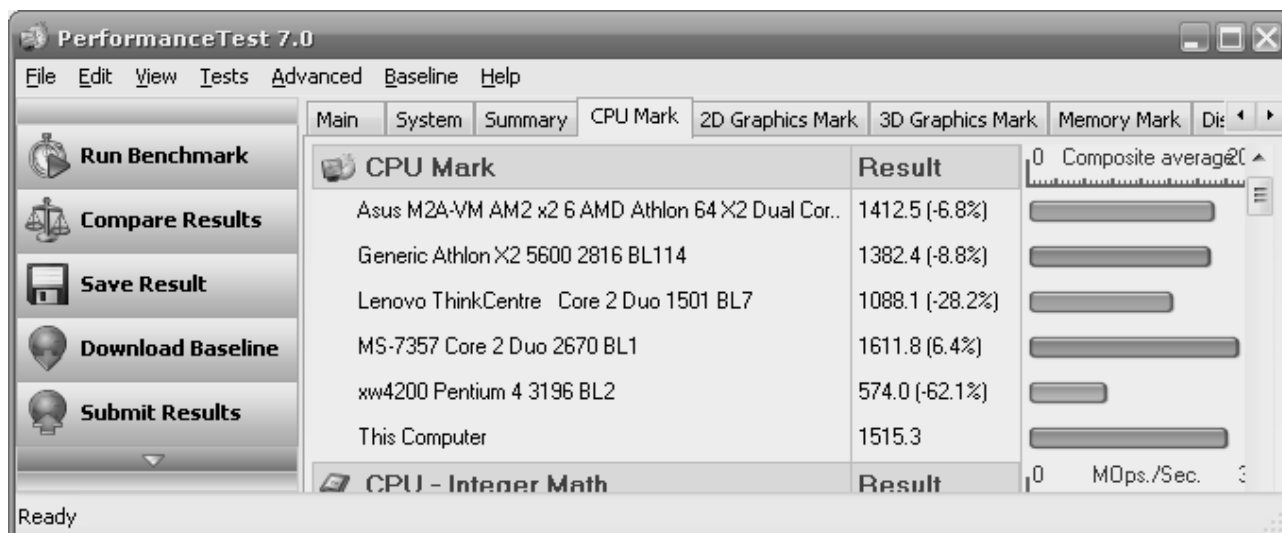 PerformanceTest 7.0
File Edit View Tests Advanced Baseline Help
Main System Summary CPU Mark 2D Graphics Mark 3D Graphics Mark Memory Mark
Run Benchmark
Compare Results
Save Result
Download Baseline
Submit Results
CPU Mark Result 0 Composite average
Asus M2A-VM AM2 x2 6 AMD Athlon 64 X2 Dual Cor.. 1412.5 (-6.8%)
Generic Athlon X2 5600 2816 BL114 1382.4 (-8.8%)
Lenovo ThinkCentre Core 2 Duo 1501 BL7 1088.1 (-28.2%)
MS-7357 Core 2 Duo 2670 BL1 1611.8 (6.4%)
xw4200 Pentium 4 3196 BL2 574.0 (-62.1%)
This Computer 1515.3
CPU - Integer Math Result 0 MOps./Sec.
Ready